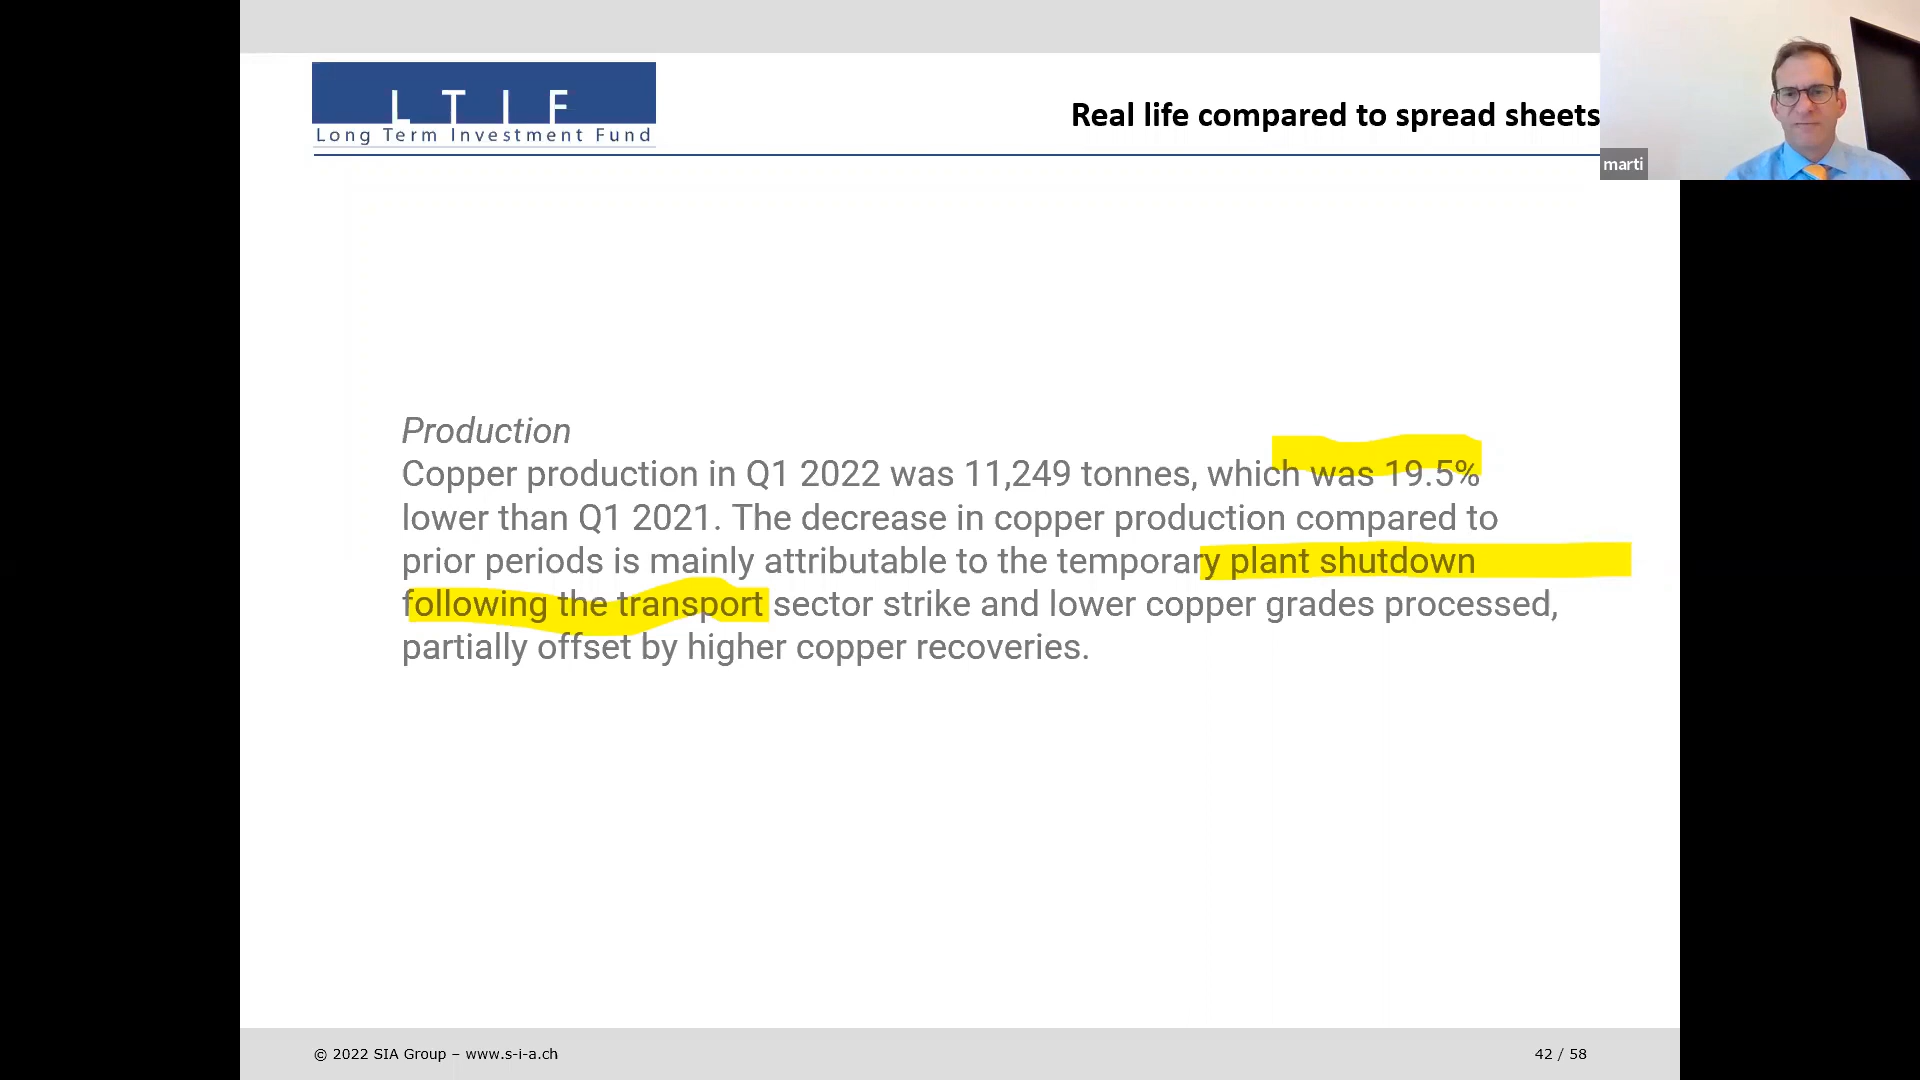 L T I F
Long Term Investment Fund
Real life compared to spread sheets
marti
Production
Copper production in Q1 2022 was 11,249 tonnes, which was 19.5%
lower than Q1 2021. The decrease in copper production compared to
prior periods is mainly attributable to the temporary plant shutdown
following the transport sector strike and lower copper grades processed,
partially offset by higher copper recoveries.
© 2022 SIA Group – www.s-i-a.ch
42 / 58